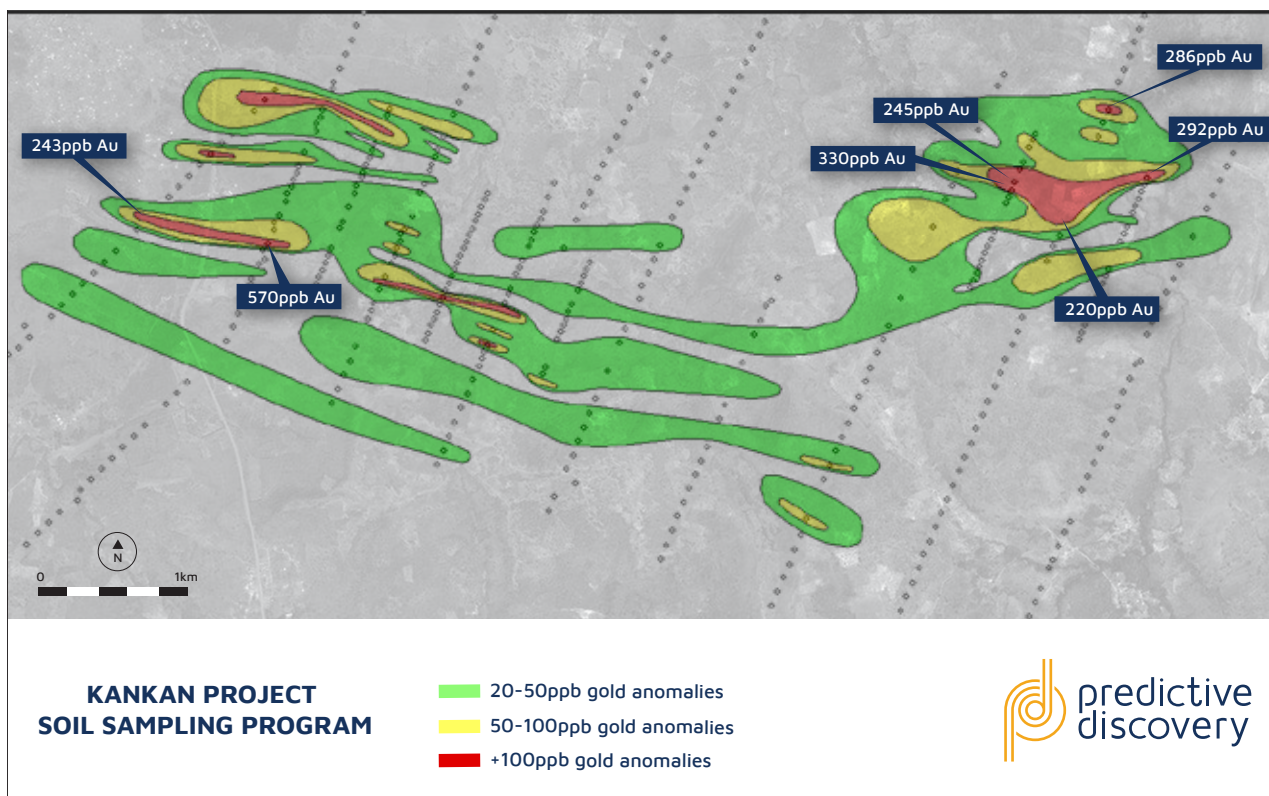 286ppb Au
245ppb Au
292ppb Au
243ppb Au
330ppb Au
570ppb Au
220ppb Au
N
0 1km
KANKAN PROJECT
SOIL SAMPLING PROGRAM
20-50ppb gold anomalies
50-100ppb gold anomalies
+100ppb gold anomalies
predictive
discovery